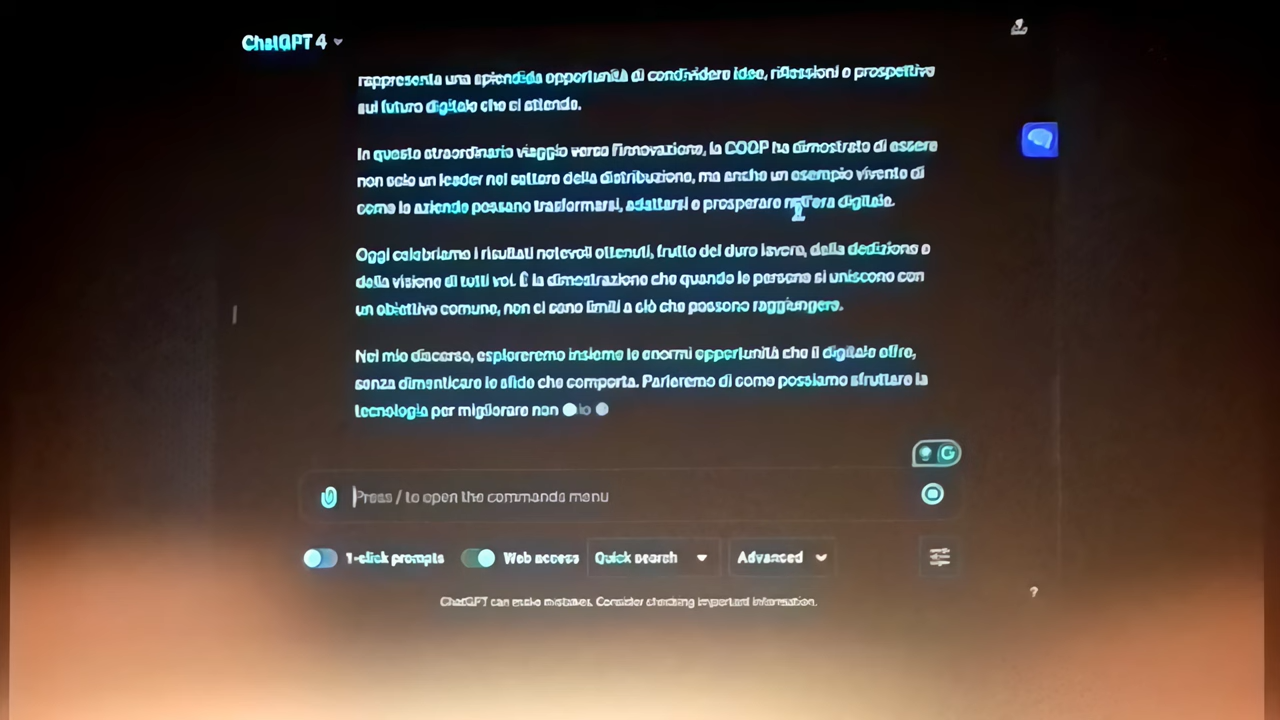 ChatGPT 4
rappresenta una splendida opportunità di condividere idee, riflessioni e prospettive
sul futuro digitale che ci attende.
In questo straordinario viaggio verso l'innovazione, la COOP ha dimostrato di essere
non solo un leader nel settore della distribuzione, ma anche un esempio vivente di
come le aziende possano trasformarsi, adattarsi e prosperare nell'era digitale.
Oggi celebriamo i risultati notevoli ottenuti, frutto del duro lavoro, della dedizione e
della visione di tutti voi. È la dimostrazione che quando le persone si uniscono con
un obiettivo comune, non ci sono limiti a ciò che possono raggiungere.
Nel mio discorso, esploreremo insieme le enormi opportunità che il digitale offre,
senza dimenticare le sfide che comporta. Parleremo di come possiamo sfruttare la
tecnologia per migliorare non
Press / to open the commands menu
1-click prompts Web access Quick search Advanced
ChatGPT can make mistakes. Consider checking important information.
?